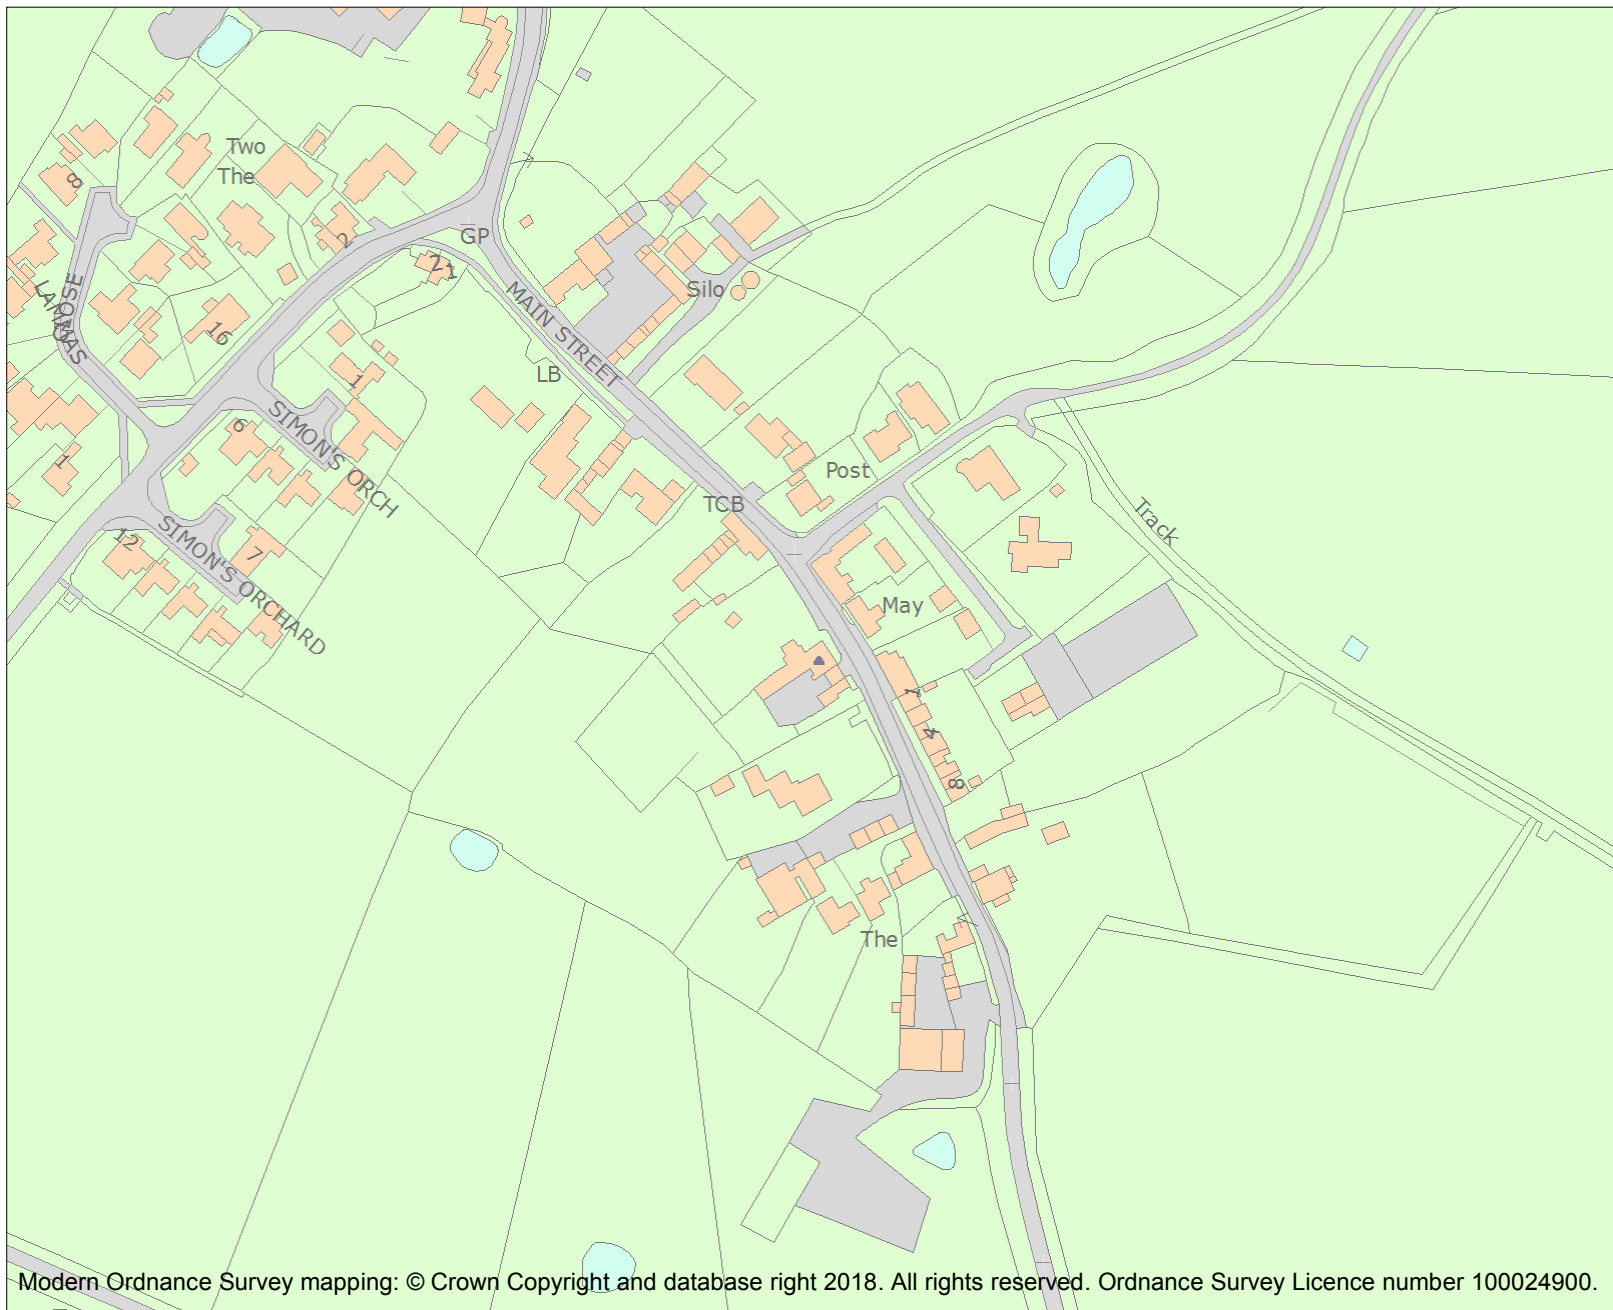 Two
The
8
2
GP
21
LAMMAS
CLOSE
MAIN STREET
Silo
16
LB
1
SIMON'S ORCH
6
1
Post
TCB
Track
SIMON'S ORCHARD
12
7
May
1
4
8
The
Modern Ordnance Survey mapping: © Crown Copyright and database right 2018. All rights reserved. Ordnance Survey Licence number 100024900.